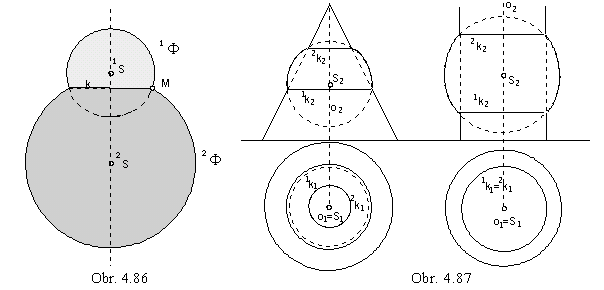 ¹Φ
¹S
k
M
²Φ
²S
Obr. 4.86
²k₂
S₂
¹k₂
o₂
¹k₁
²k₁
o₁=S₁
o₂
²k₂
S₂
¹k₂
¹k₁=²k₁
o₁=S₁
Obr. 4.87